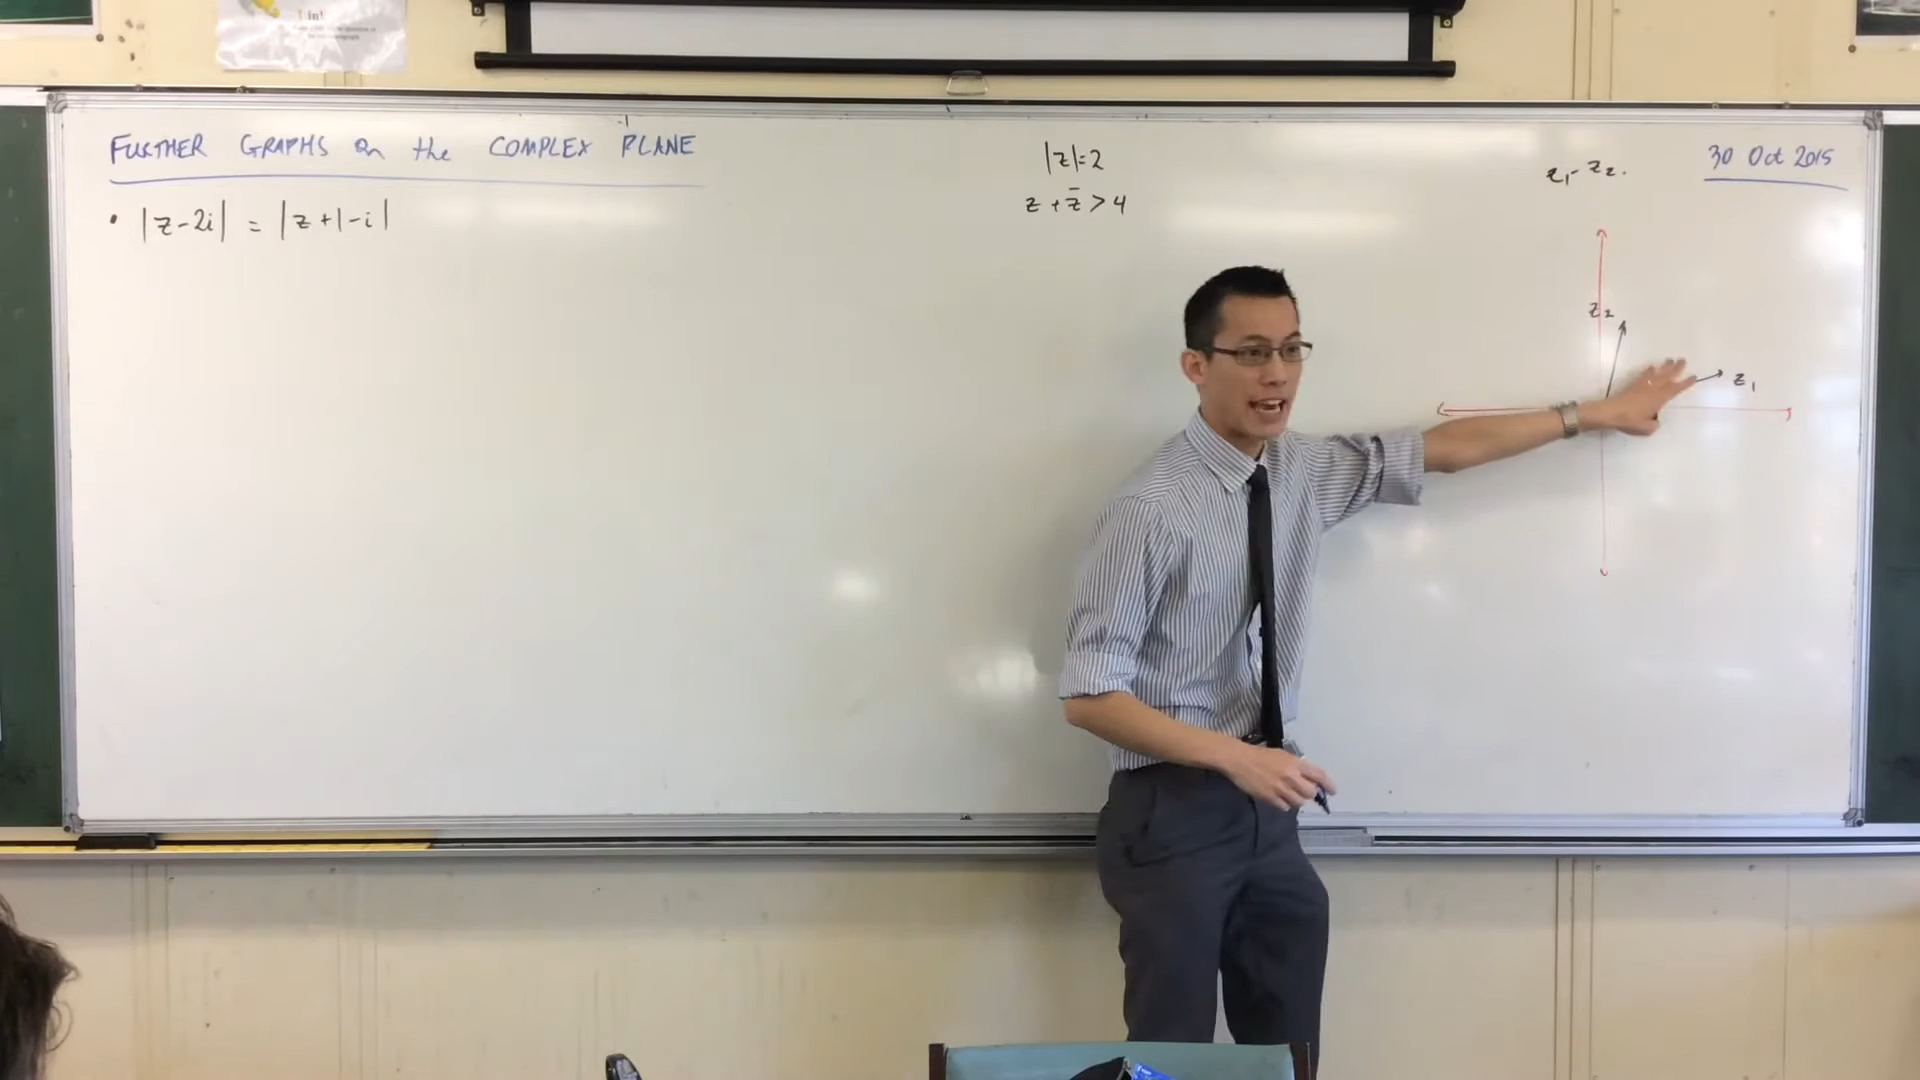 FURTHER GRAPHS on the COMPLEX PLANE
• |z-2i| = |z+1-i|
|z|=2
z + z̄ > 4
z₁ - z₂.
30 Oct 2015
z₂
z₁